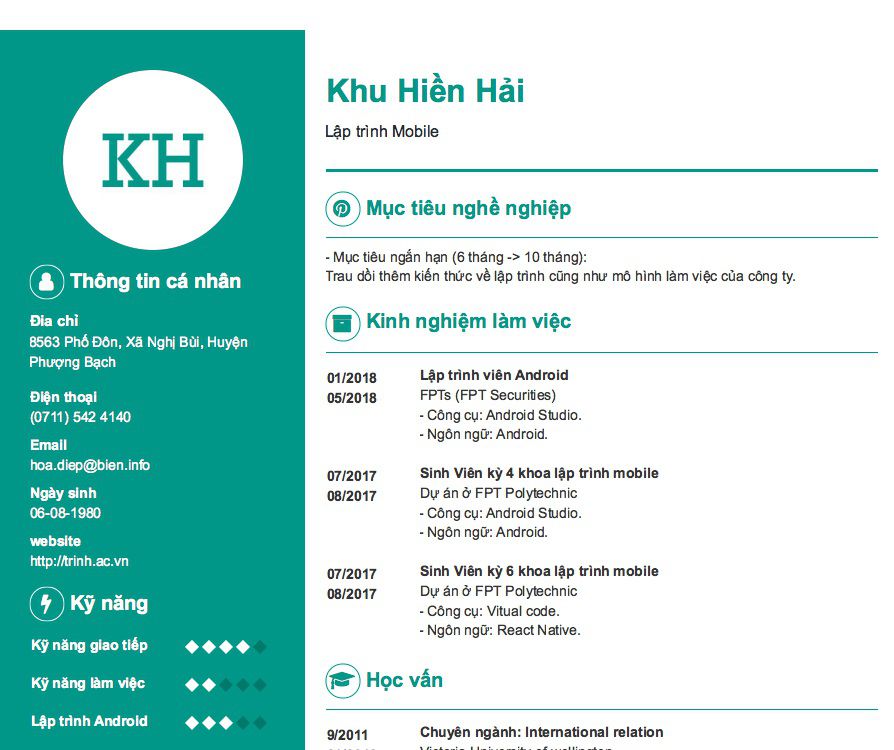 KH
Thông tin cá nhân
Đia chỉ
8563 Phố Đôn, Xã Nghị Bùi, Huyện
Phượng Bạch
Điện thoại
(0711) 542 4140
Email
hoa.diep@bien.info
Ngày sinh
06-08-1980
website
http://trinh.ac.vn
Kỹ năng
Kỹ năng giao tiếp
Kỹ năng làm việc
Lập trình Android
Khu Hiền Hải
Lập trình Mobile
Mục tiêu nghề nghiệp
- Mục tiêu ngắn hạn (6 tháng -> 10 tháng):
Trau dồi thêm kiến thức về lập trình cũng như mô hình làm việc của công ty.
Kinh nghiệm làm việc
01/2018 Lập trình viên Android
05/2018 FPTs (FPT Securities)
- Công cụ: Android Studio.
- Ngôn ngữ: Android.
07/2017 Sinh Viên kỳ 4 khoa lập trình mobile
08/2017 Dự án ở FPT Polytechnic
- Công cụ: Android Studio.
- Ngôn ngữ: Android.
07/2017 Sinh Viên kỳ 6 khoa lập trình mobile
08/2017 Dự án ở FPT Polytechnic
- Công cụ: Vitual code.
- Ngôn ngữ: React Native.
Học vấn
9/2011 Chuyên ngành: International relation
Victoria University of wellington